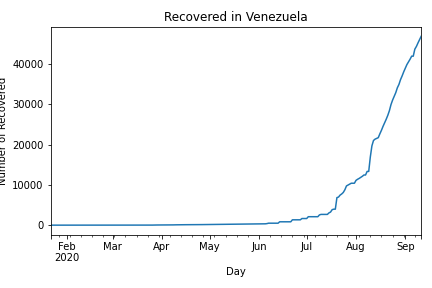 Recovered in Venezuela
Number of Recovered
40000
30000
20000
10000
0
Feb Mar Apr May Jun Jul Aug Sep
2020
Day